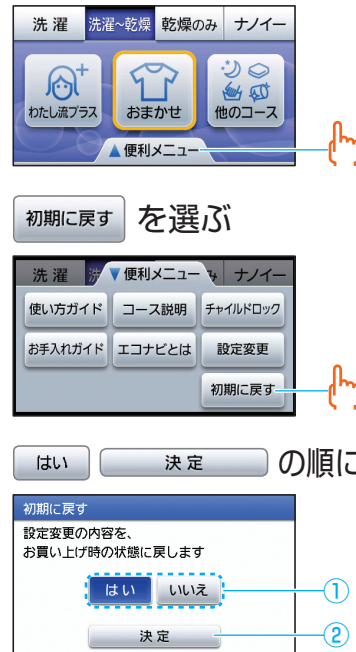 洗濯 洗濯~乾燥 乾燥のみ ナノイー
わたし流プラス おまかせ 他のコース
▲便利メニュー
初期に戻す を選ぶ
洗濯 洗 ▼便利メニュー み ナノイー
使い方ガイド コース説明 チャイルドロック
お手入れガイド エコナビとは 設定変更
初期に戻す
はい 決定 の順に
初期に戻す
設定変更の内容を、
お買い上げ時の状態に戻します
はい いいえ ①
決定 ②